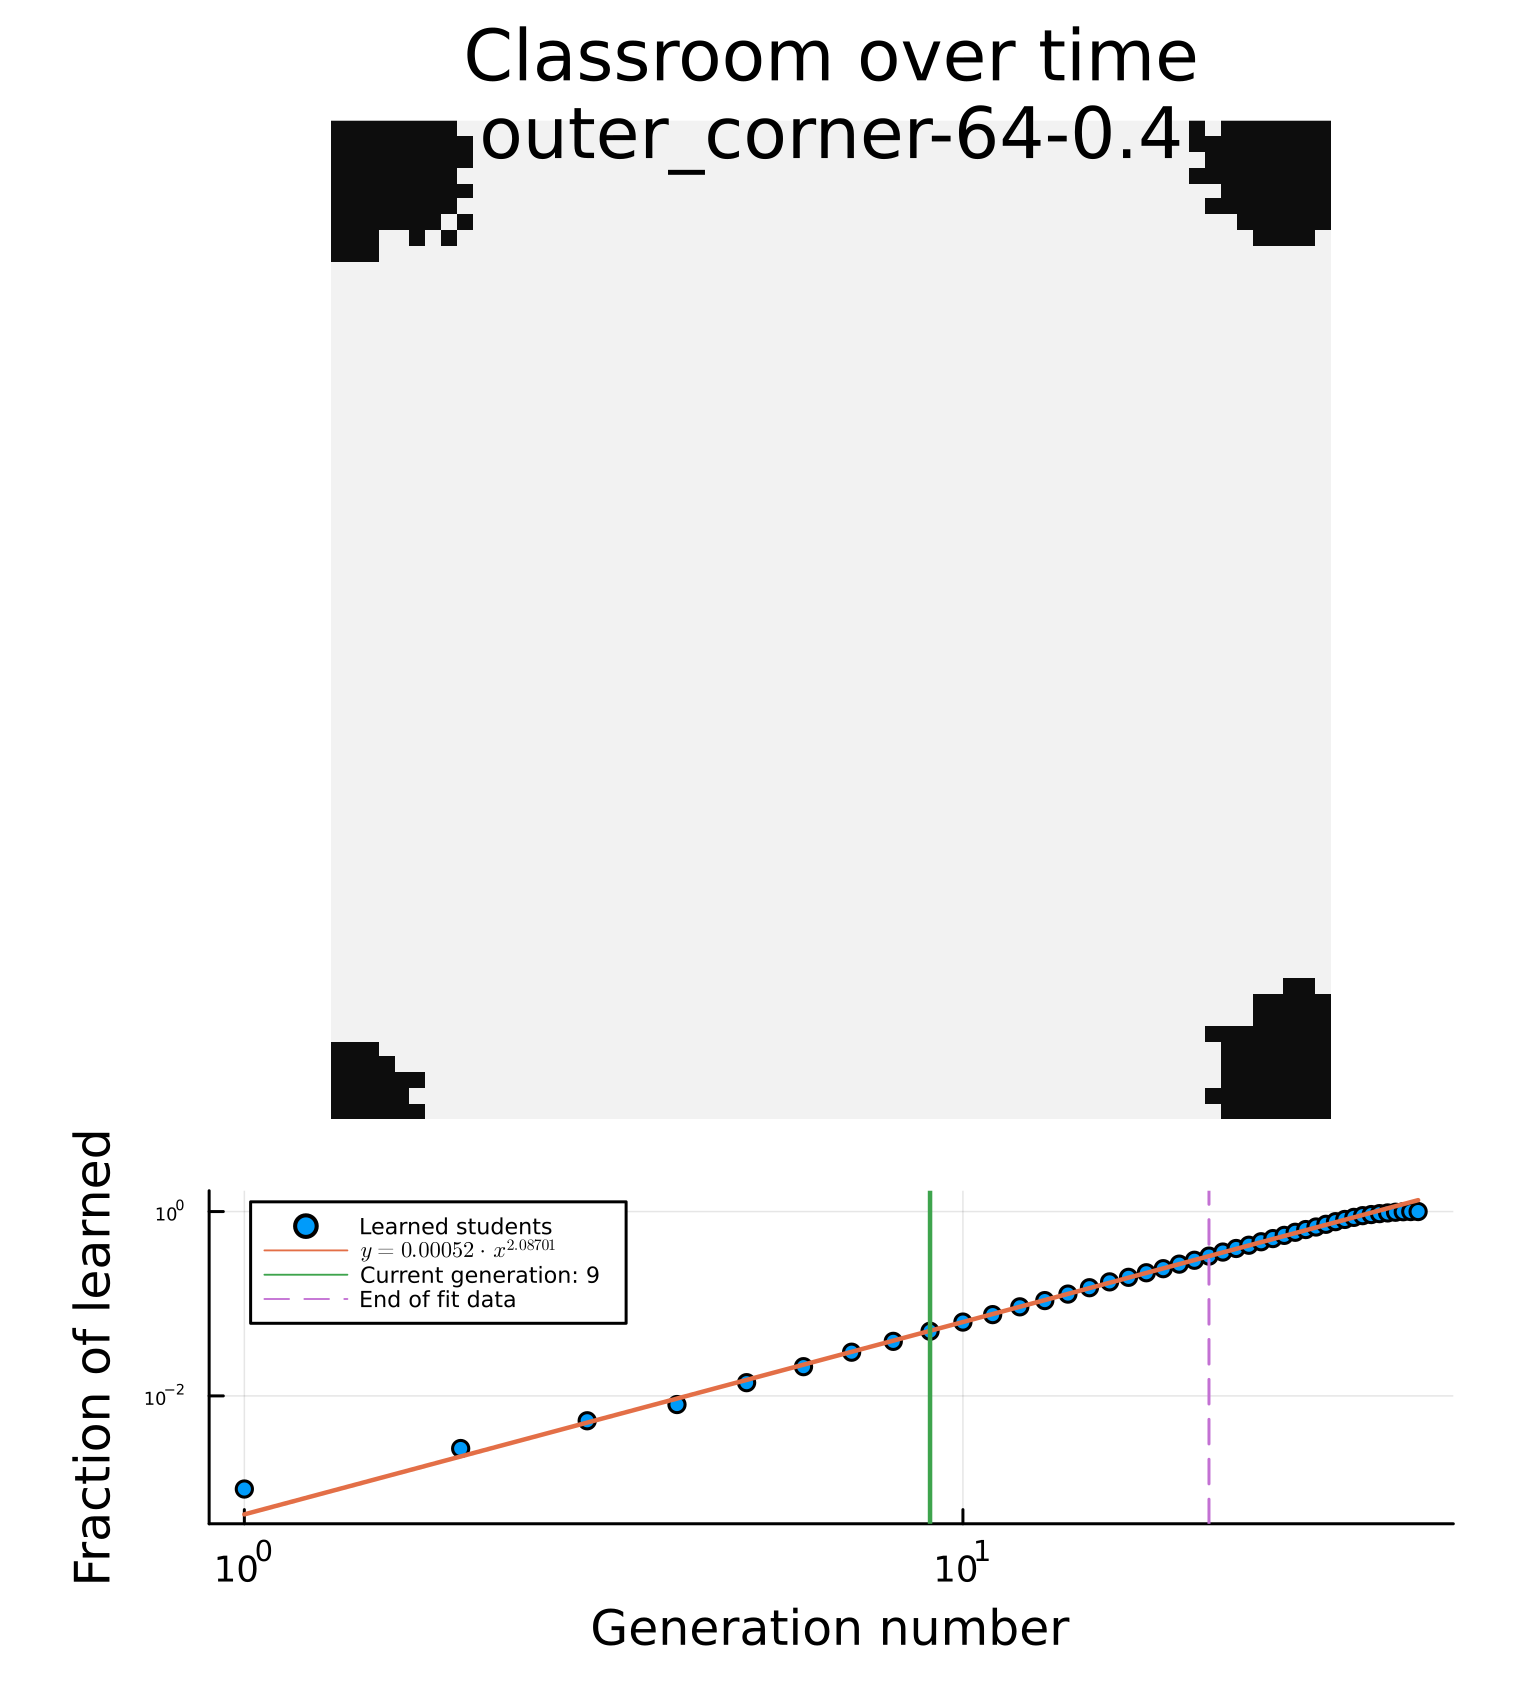 Classroom over time
outer_corner-64-0.4
Fraction of learned
10^0
10^-2
Learned students
y = 0.00052 · x^2.08701
Current generation: 9
End of fit data
10^0
10^1
Generation number